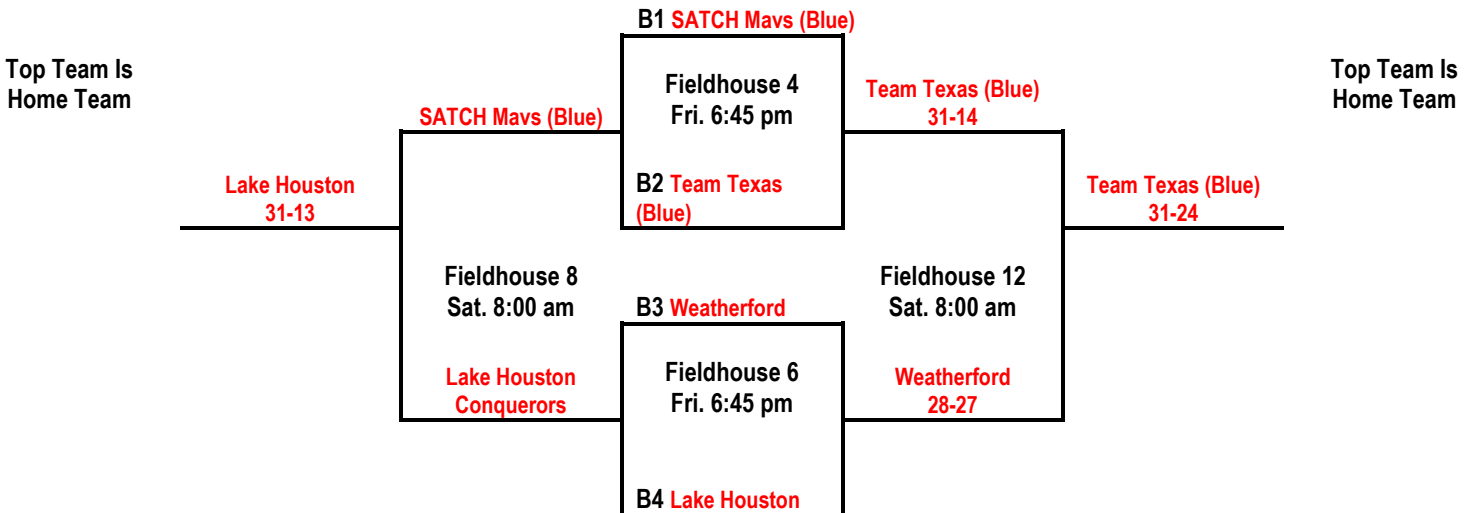 B1 SATCH Mavs (Blue)
Top Team Is
Home Team
Fieldhouse 4
Fri. 6:45 pm
Team Texas (Blue)
31-14
Top Team Is
Home Team
SATCH Mavs (Blue)
Lake Houston
31-13
B2 Team Texas
(Blue)
Team Texas (Blue)
31-24
Fieldhouse 8
Sat. 8:00 am
Fieldhouse 12
Sat. 8:00 am
B3 Weatherford
Lake Houston
Conquerors
Fieldhouse 6
Fri. 6:45 pm
Weatherford
28-27
B4 Lake Houston